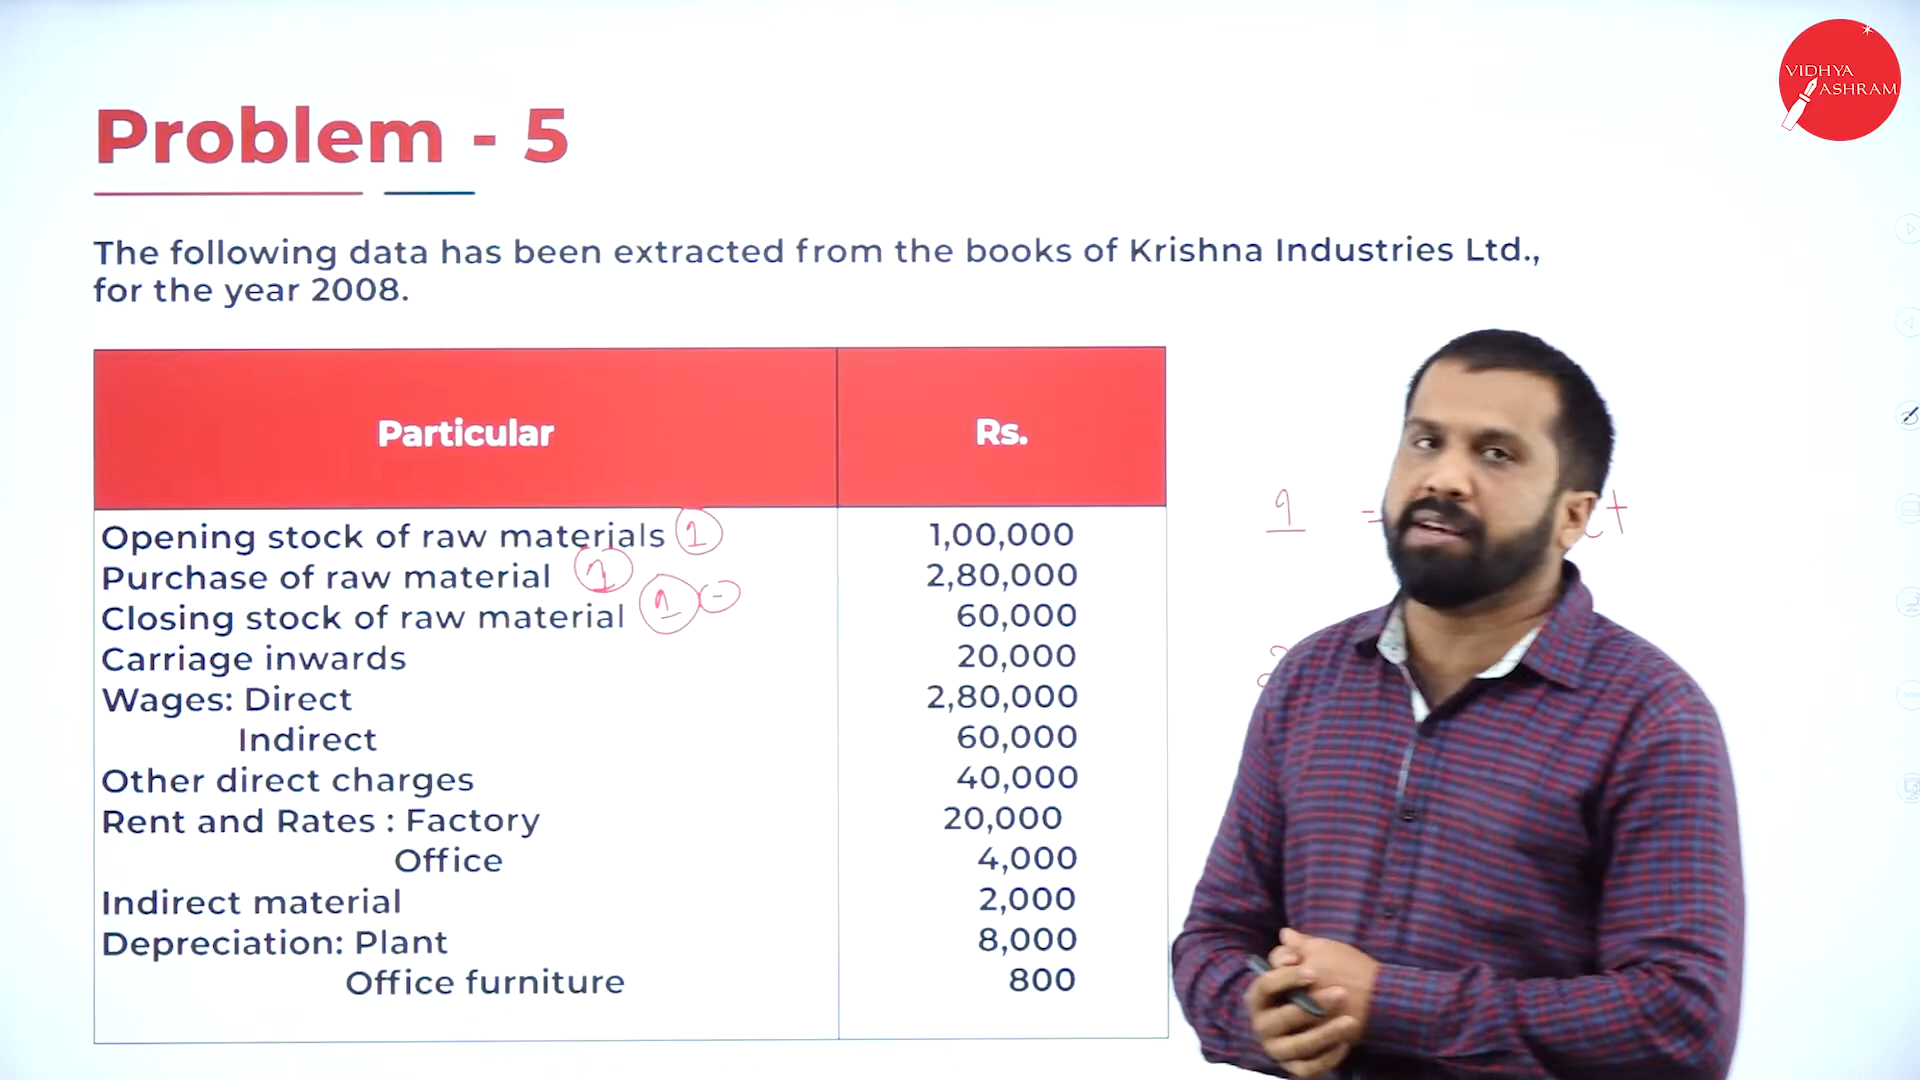 VIDHYA
ASHRAM
Problem - 5
The following data has been extracted from the books of Krishna Industries Ltd.,
for the year 2008.
Particular Rs.
Opening stock of raw materials 1 1,00,000
Purchase of raw material 1 2,80,000
Closing stock of raw material 1 - 60,000
Carriage inwards 20,000
Wages: Direct 2,80,000
Indirect 60,000
Other direct charges 40,000
Rent and Rates : Factory 20,000
Office 4,000
Indirect material 2,000
Depreciation: Plant 8,000
Office furniture 800
1 =